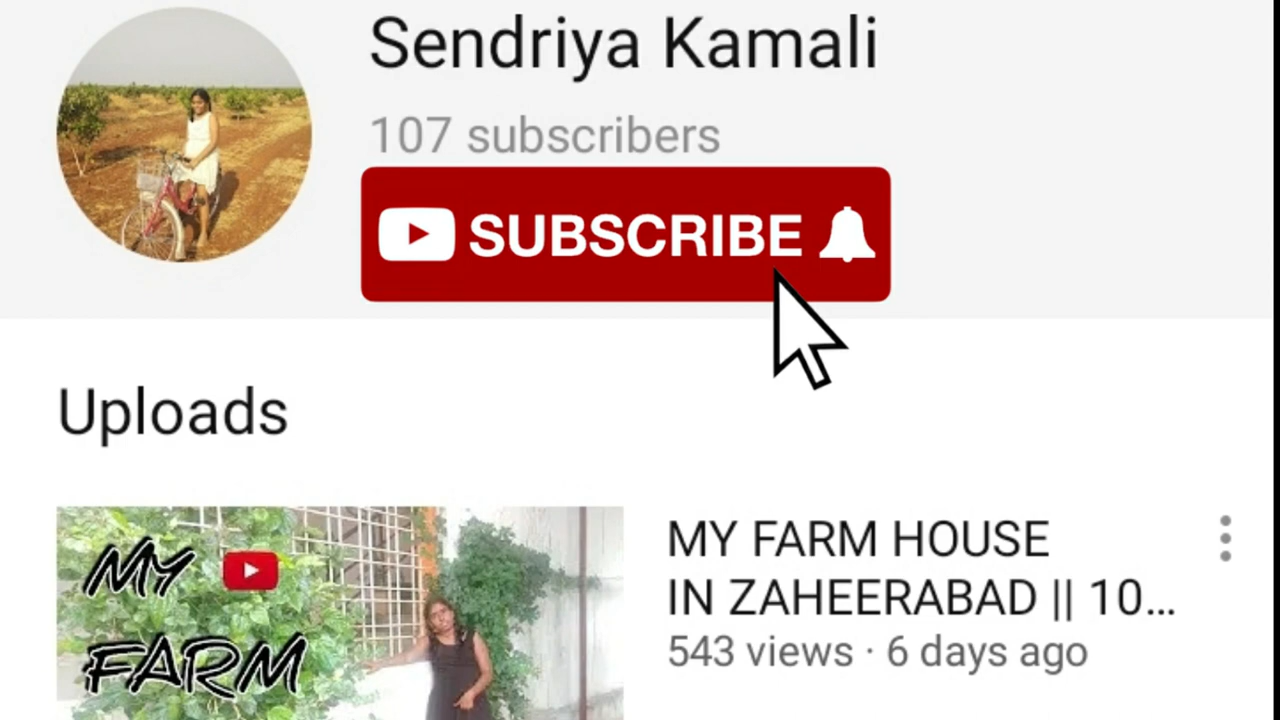 Sendriya Kamali
107 subscribers
SUBSCRIBE
Uploads
MY
FARM
MY FARM HOUSE
IN ZAHEERABAD || 10...
543 views · 6 days ago